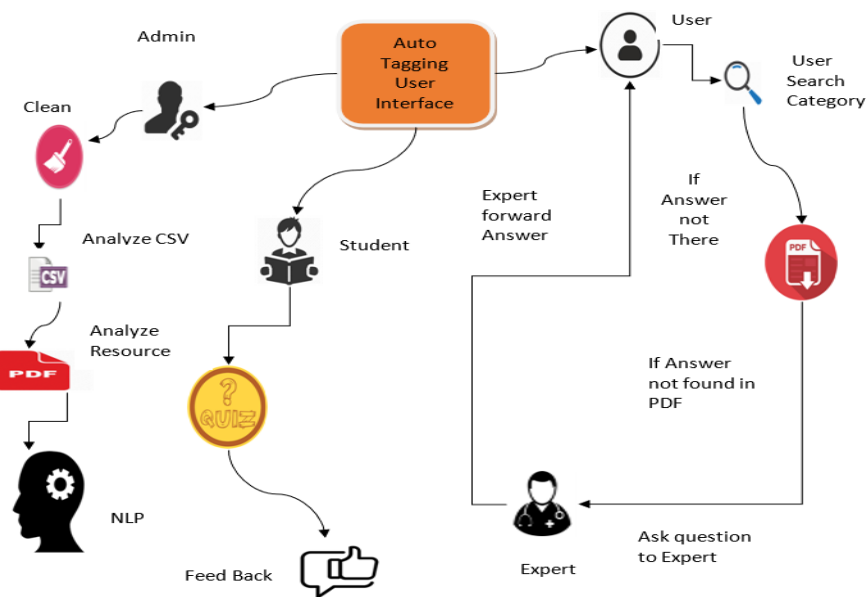 Admin
Auto
Tagging
User
Interface
User
User
Search
Category
Clean
Expert
forward
Answer
If
Answer
not
There
Student
Analyze CSV
CSV
PDF
Analyze
Resource
PDF
If Answer
not found in
PDF
?
QUIZ
NLP
Feed Back
Expert
Ask question
to Expert